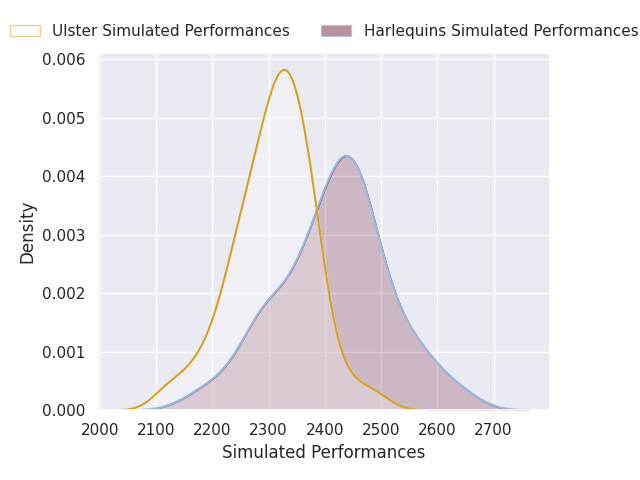 Ulster Simulated Performances Harlequins Simulated Performances
0.006
0.005
0.004
0.003
0.002
0.001
0.000
Density
2000 2100 2200 2300 2400 2500 2600 2700
Simulated Performances